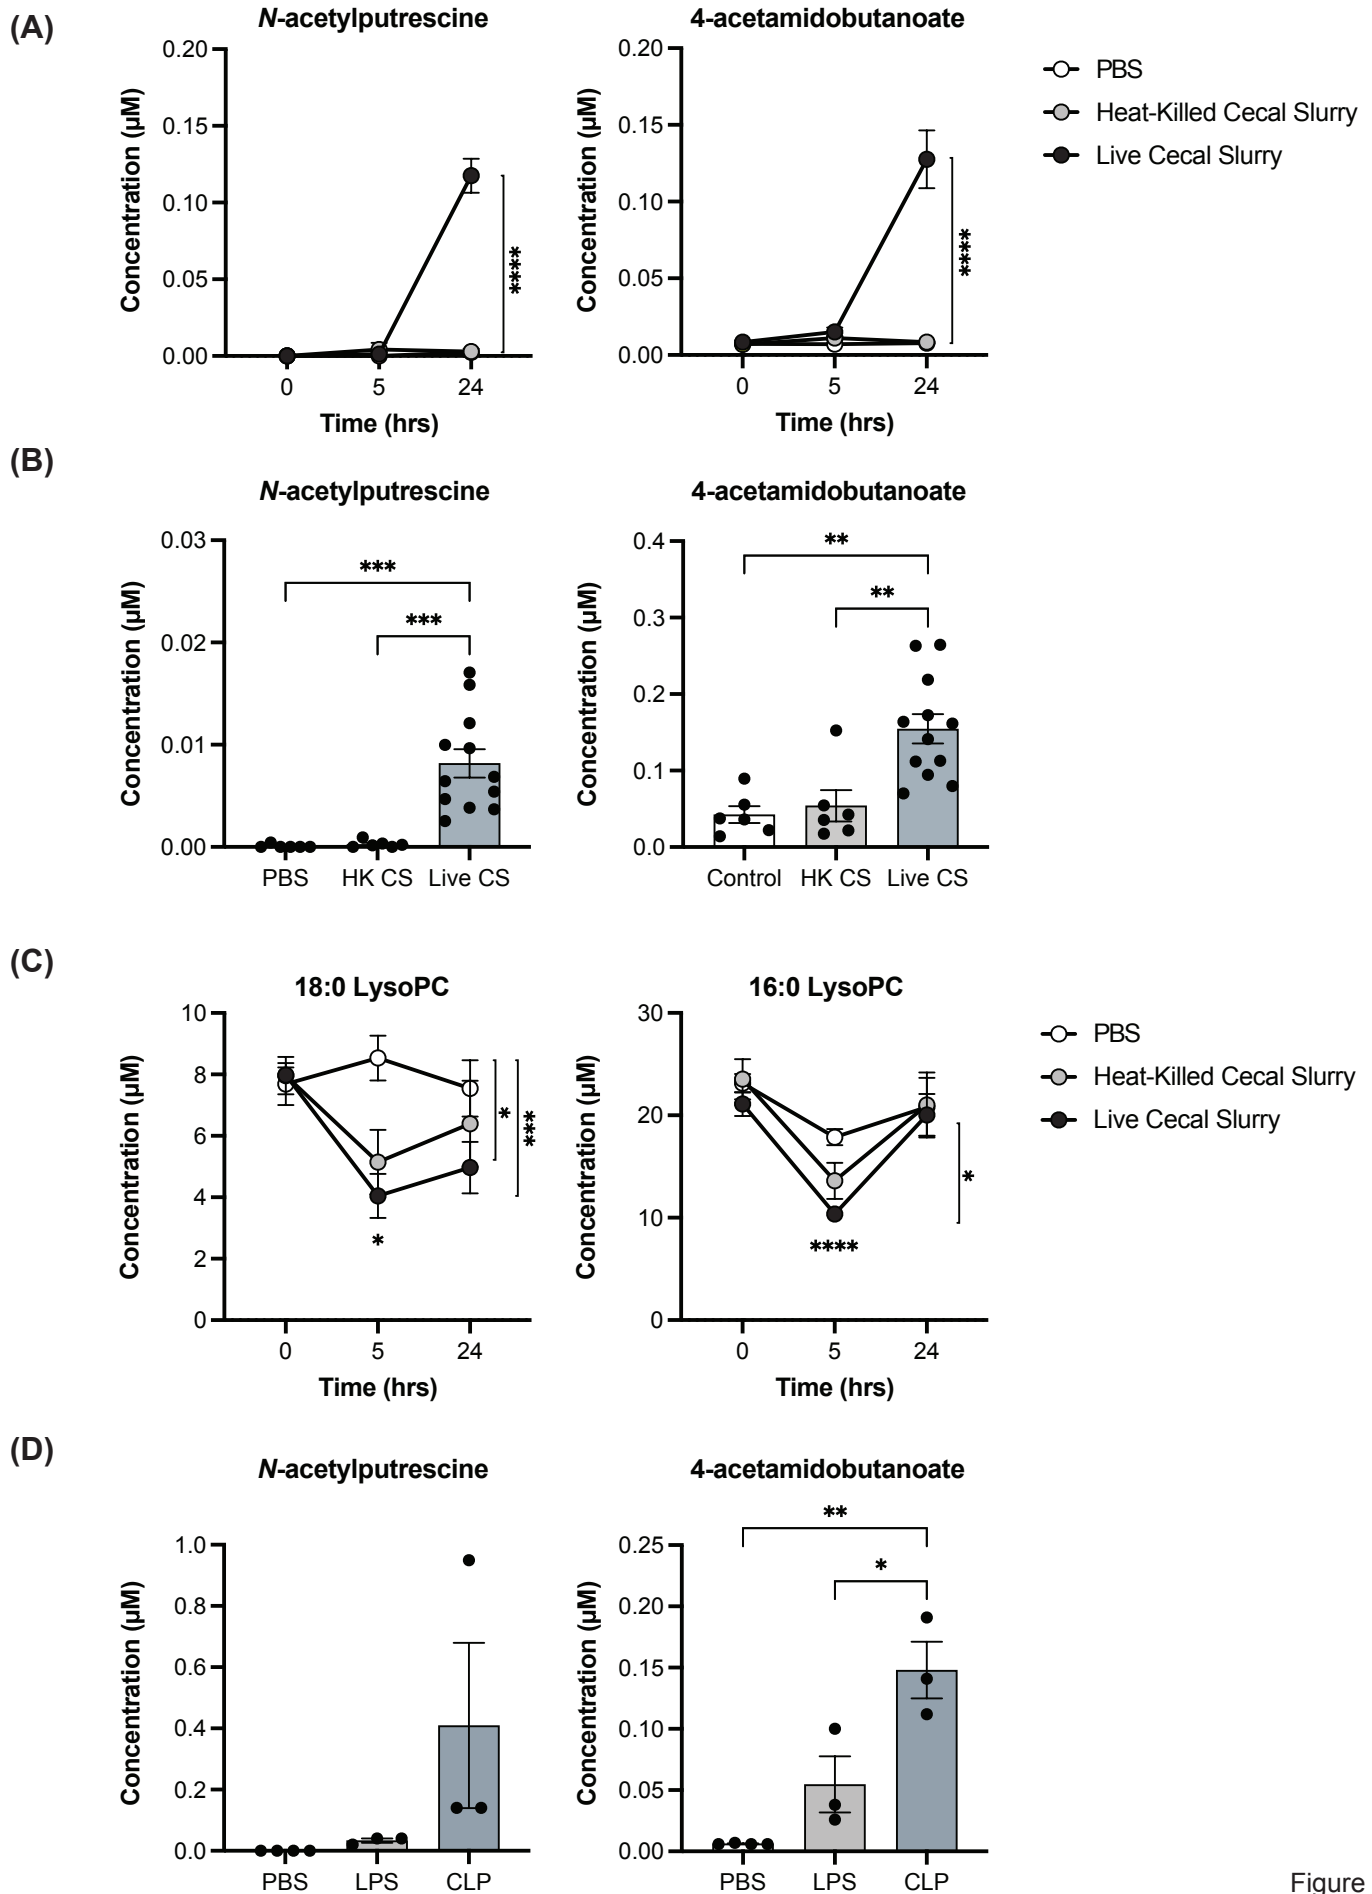 (A)
N-acetylputrescine
4-acetamidobutanoate
Concentration (µM)
0.20
0.15
0.10
0.05
0.00
0
5
24
Time (hrs)
****
Concentration (µM)
0.20
0.15
0.10
0.05
0.00
0
5
24
Time (hrs)
****
PBS
Heat-Killed Cecal Slurry
Live Cecal Slurry
(B)
N-acetylputrescine
4-acetamidobutanoate
Concentration (µM)
0.03
0.02
0.01
0.00
***
***
PBS
HK CS
Live CS
Concentration (µM)
0.4
0.3
0.2
0.1
0.0
**
**
Control
HK CS
Live CS
(C)
18:0 LysoPC
16:0 LysoPC
Concentration (µM)
10
8
6
4
2
0
*
***
*
0
5
24
Time (hrs)
Concentration (µM)
30
20
10
0
*
****
0
5
24
Time (hrs)
PBS
Heat-Killed Cecal Slurry
Live Cecal Slurry
(D)
N-acetylputrescine
4-acetamidobutanoate
Concentration (µM)
1.0
0.8
0.6
0.4
0.2
0.0
PBS
LPS
CLP
Concentration (µM)
0.25
0.20
0.15
0.10
0.05
0.00
**
*
PBS
LPS
CLP
Figure